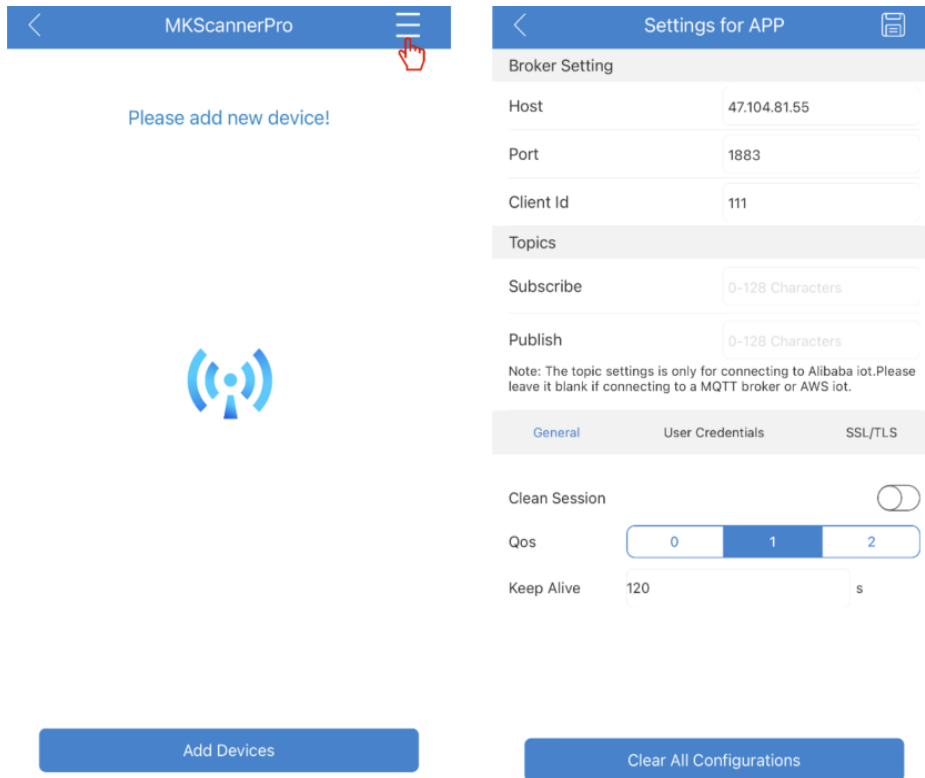 MKScannerPro
Please add new device!
Add Devices
Settings for APP
Broker Setting
Host 47.104.81.55
Port 1883
Client Id 111
Topics
Subscribe 0-128 Characters
Publish 0-128 Characters
Note: The topic settings is only for connecting to Alibaba iot.Please
leave it blank if connecting to a MQTT broker or AWS iot.
General User Credentials SSL/TLS
Clean Session
Qos 0 1 2
Keep Alive 120 s
Clear All Configurations